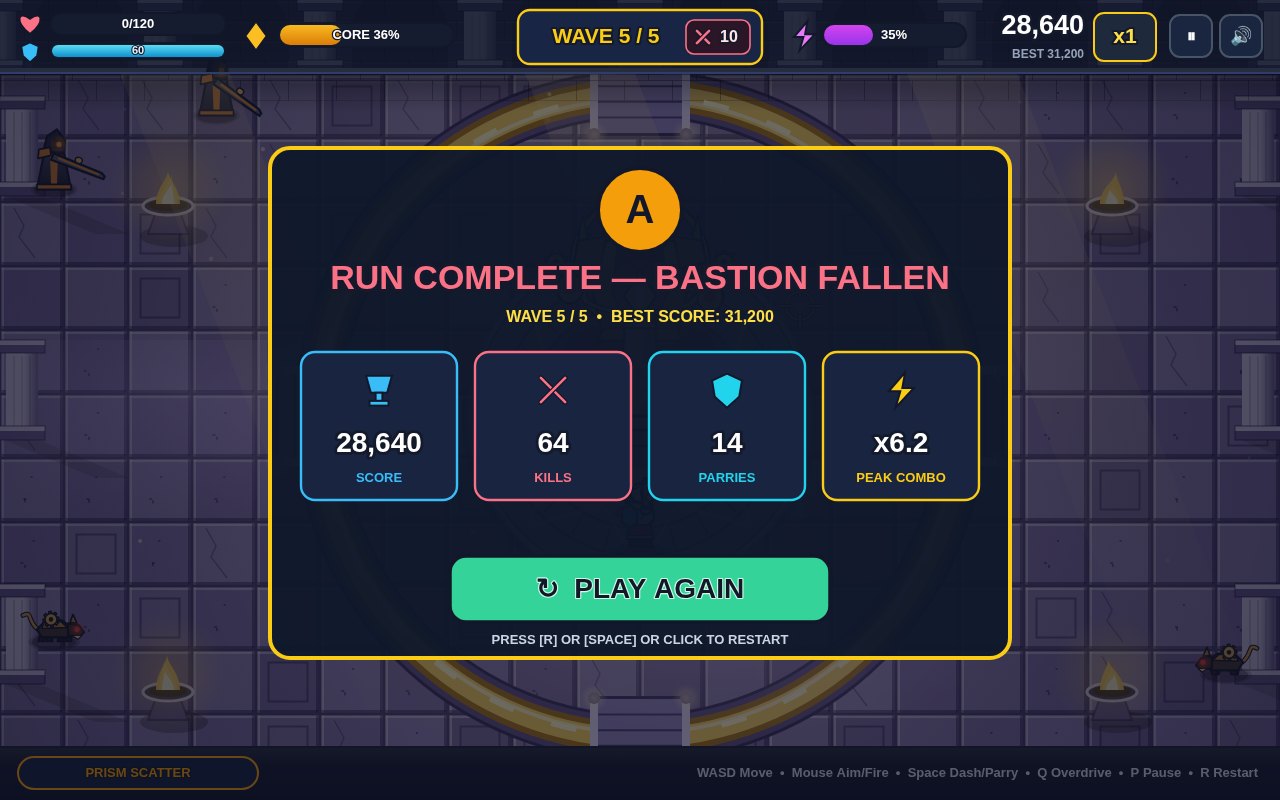 0/120
60
CORE 36%
WAVE 5 / 5
10
35%
28,640
BEST 31,200
x1
A
RUN COMPLETE — BASTION FALLEN
WAVE 5 / 5 • BEST SCORE: 31,200
28,640
SCORE
64
KILLS
14
PARRIES
x6.2
PEAK COMBO
↻ PLAY AGAIN
PRESS [R] OR [SPACE] OR CLICK TO RESTART
PRISM SCATTER
WASD Move • Mouse Aim/Fire • Space Dash/Parry • Q Overdrive • P Pause • R Restart